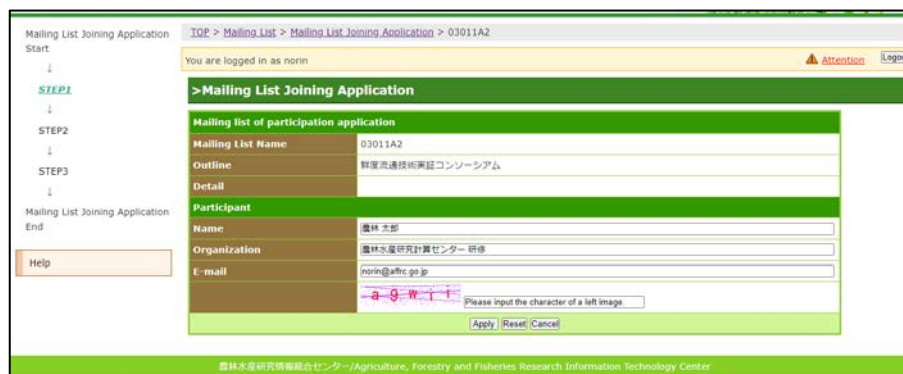 Mailing List Joining Application
Start
↓
STEP1
↓
STEP2
↓
STEP3
↓
Mailing List Joining Application
End
Help
TOP > Mailing List > Mailing List Joining Application > 03011A2
You are logged in as norin
Attention
>Mailing List Joining Application
Mailing list of participation application
Mailing List Name 03011A2
Outline 鮮度流通技術実証コンソーシアム
Detail
Participant
Name 農林 太郎
Organization 農林水産研究計算センター 研修
E-mail norin@affrc.go.jp
Please input the character of a left image.
Apply Reset Cancel
農林水産研究情報総合センター/Agriculture, Forestry and Fisheries Research Information Technology Center